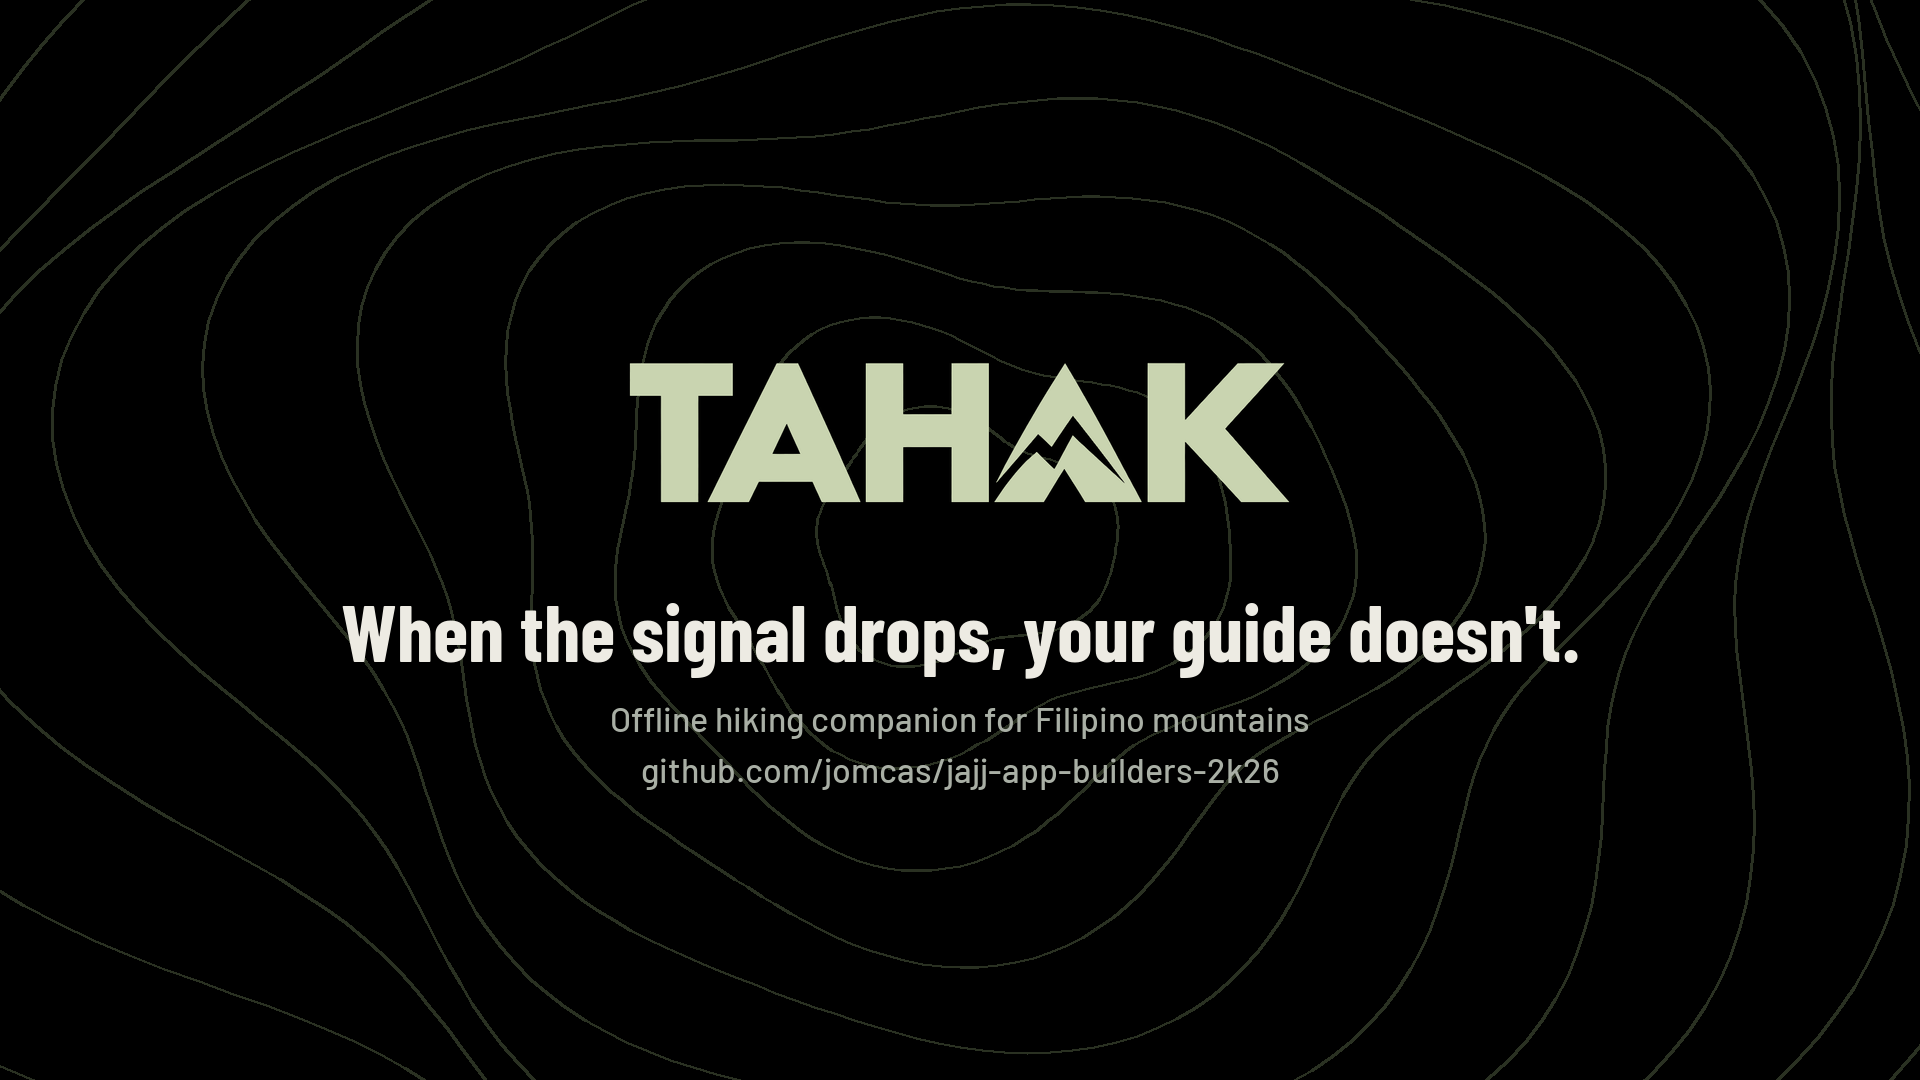 TAHAK
When the signal drops, your guide doesn't.
Offline hiking companion for Filipino mountains
github.com/jomcas/jajj-app-builders-2k26